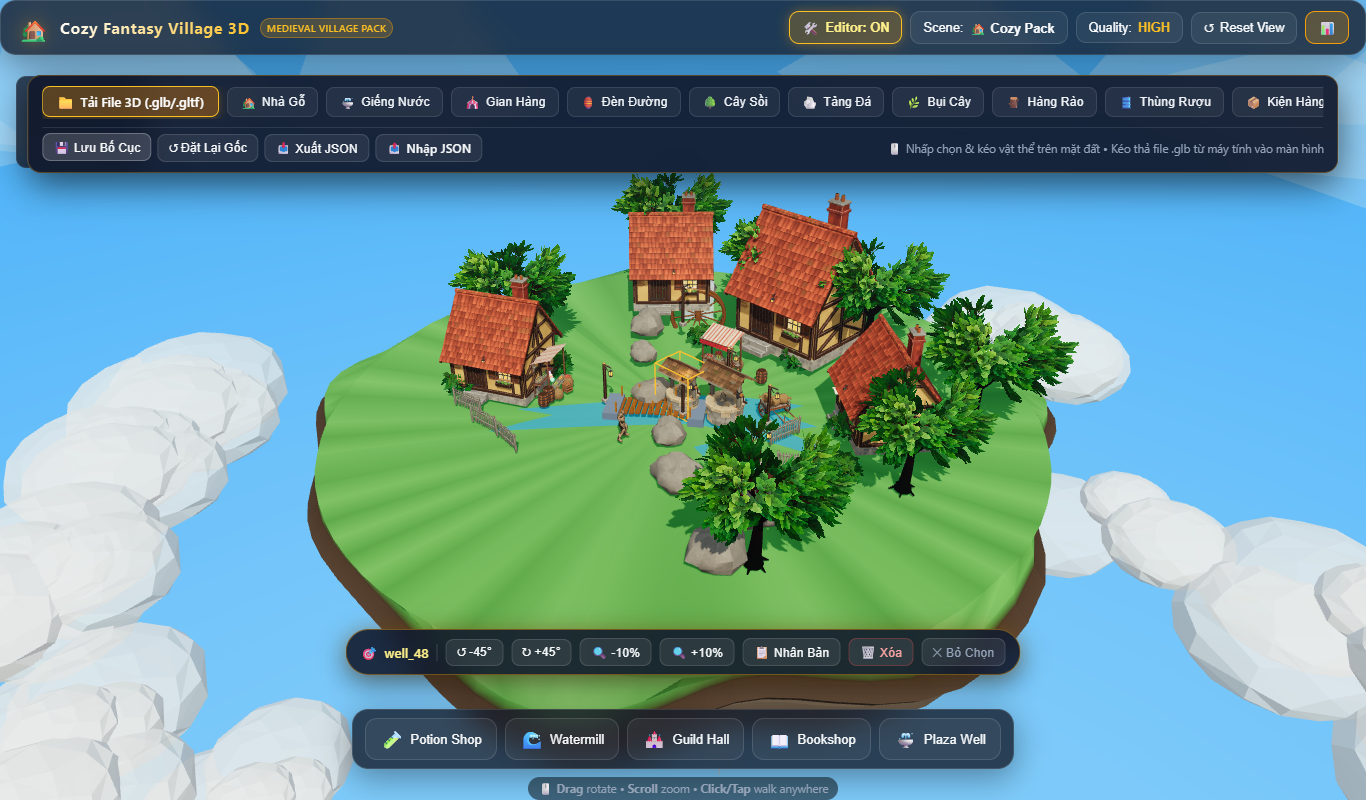 Cozy Fantasy Village 3D MEDIEVAL VILLAGE PACK Editor: ON Scene: Cozy Pack Quality: HIGH ↺ Reset View
Tải File 3D (.glb/.gltf) Nhà Gỗ Giếng Nước Gian Hàng Đèn Đường Cây Sồi Tảng Đá Bụi Cây Hàng Rào Thùng Rượu Kiện Hàng
Lưu Bố Cục ↺ Đặt Lại Gốc Xuất JSON Nhập JSON Nhấp chọn & kéo vật thể trên mặt đất • Kéo thả file .glb từ máy tính vào màn hình
well_48 ↺ -45° ↻ +45° -10% +10% Nhân Bản Xóa ✕ Bỏ Chọn
Potion Shop Watermill Guild Hall Bookshop Plaza Well
Drag rotate • Scroll zoom • Click/Tap walk anywhere